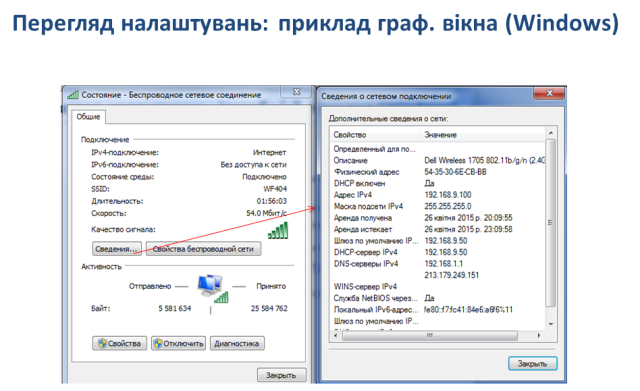 Перегляд налаштувань: приклад граф. вікна (Windows)
Состояние - Беспроводное сетевое соединение
Общие
Подключение
IPv4-подключение: Интернет
IPv6-подключение: Без доступа к сети
Состояние среды: Подключено
SSID: WF404
Длительность: 01:56:03
Скорость: 54.0 Мбит/с
Качество сигнала:
Сведения... Свойства беспроводной сети
Активность
Отправлено — — Принято
Байт: 5 581 634 | 25 584 762
Свойства Отключить Диагностика
Закрыть
Сведения о сетевом подключении
Дополнительные сведения о сети:
Свойство Значение
Определенный для по...
Описание Dell Wireless 1705 802.11b/g/n (2.4G
Физический адрес 54-35-30-6E-CB-BB
DHCP включен Да
Адрес IPv4 192.168.9.100
Маска подсети IPv4 255.255.255.0
Аренда получена 26 квітня 2015 р. 20:09:55
Аренда истекает 26 квітня 2015 р. 23:09:58
Шлюз по умолчанию IP... 192.168.9.50
DHCP-сервер IPv4 192.168.9.50
DNS-серверы IPv4 192.168.1.1
213.179.249.151
WINS-сервер IPv4
Служба NetBIOS через... Да
Локальный IPv6-адрес... fe80::f7fc:41:84e6:a6f6%11
Шлюз по умолчанию IP...
Закрыть